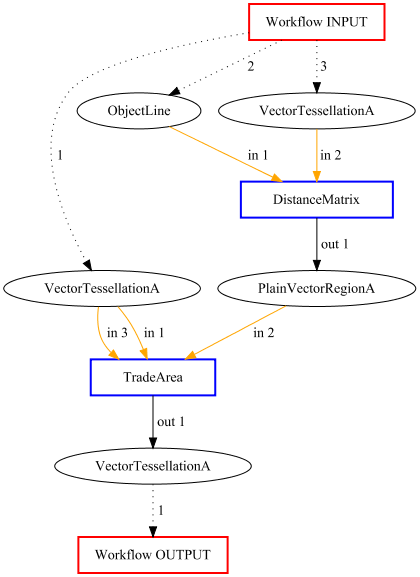 Workflow INPUT
2
3
ObjectLine
VectorTessellationA
1
in 1
in 2
DistanceMatrix
out 1
VectorTessellationA
PlainVectorRegionA
in 3
in 1
in 2
TradeArea
out 1
VectorTessellationA
1
Workflow OUTPUT